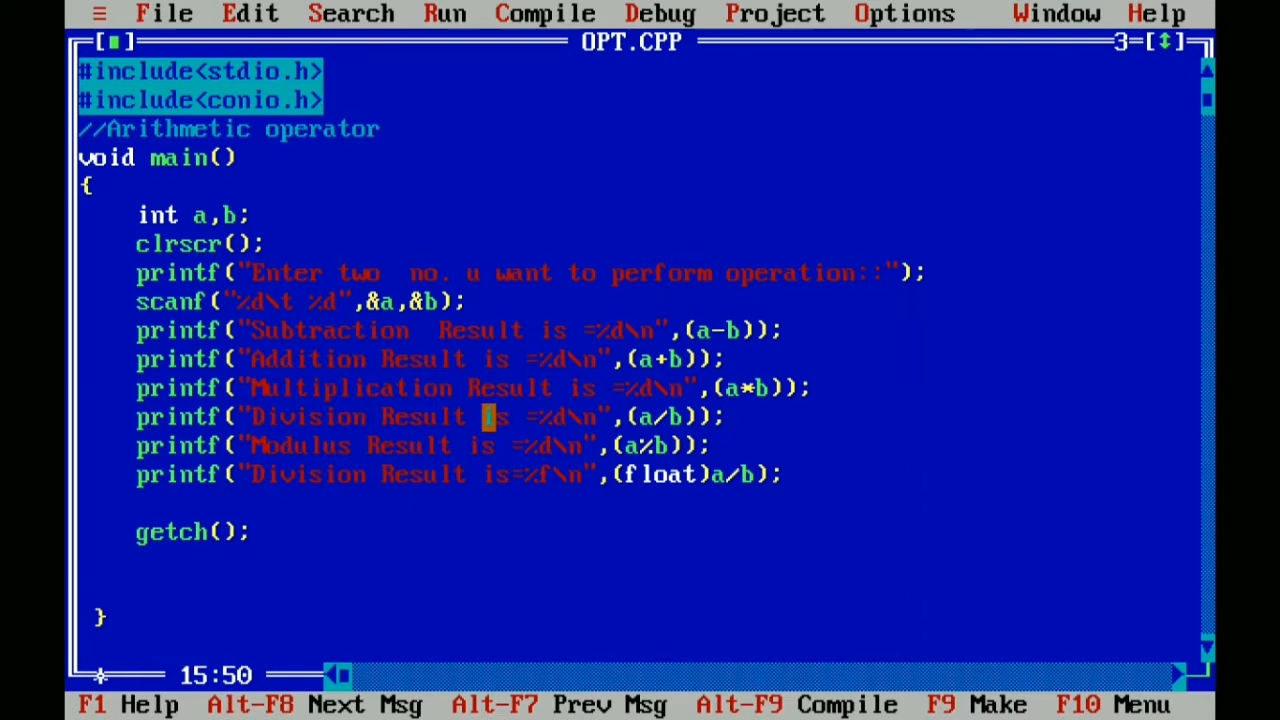 ≡ File Edit Search Run Compile Debug Project Options Window Help
[■] OPT.CPP 3=[↕]
#include<stdio.h>
#include<conio.h>
//Arithmetic operator
void main()
{
int a,b;
clrscr();
printf("Enter two  no. u want to perform operation::");
scanf("%d\t %d",&a,&b);
printf("Subtraction  Result is =%d\n",(a-b));
printf("Addition Result is =%d\n",(a+b));
printf("Multiplication Result is =%d\n",(a*b));
printf("Division Result is =%d\n",(a/b));
printf("Modulus Result is =%d\n",(a%b));
printf("Division Result is=%f\n",(float)a/b);
getch();
}
15:50
F1 Help Alt-F8 Next Msg Alt-F7 Prev Msg Alt-F9 Compile F9 Make F10 Menu